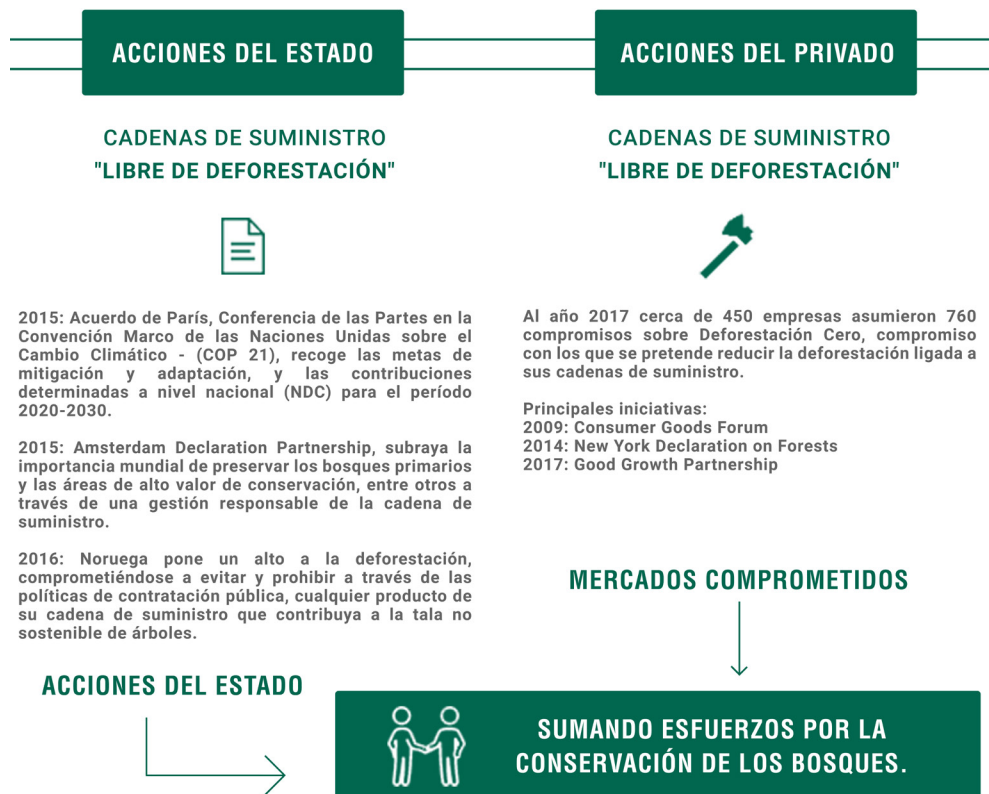 ACCIONES DEL ESTADO
CADENAS DE SUMINISTRO
"LIBRE DE DEFORESTACIÓN"
2015: Acuerdo de París, Conferencia de las Partes en la
Convención Marco de las Naciones Unidas sobre el
Cambio Climático - (COP 21), recoge las metas de
mitigación y adaptación, y las contribuciones
determinadas a nivel nacional (NDC) para el período
2020-2030.
2015: Amsterdam Declaration Partnership, subraya la
importancia mundial de preservar los bosques primarios
y las áreas de alto valor de conservación, entre otros a
través de una gestión responsable de la cadena de
suministro.
2016: Noruega pone un alto a la deforestación,
comprometiéndose a evitar y prohibir a través de las
políticas de contratación pública, cualquier producto de
su cadena de suministro que contribuya a la tala no
sostenible de árboles.
ACCIONES DEL ESTADO
ACCIONES DEL PRIVADO
CADENAS DE SUMINISTRO
"LIBRE DE DEFORESTACIÓN"
Al año 2017 cerca de 450 empresas asumieron 760
compromisos sobre Deforestación Cero, compromiso
con los que se pretende reducir la deforestación ligada a
sus cadenas de suministro.
Principales iniciativas:
2009: Consumer Goods Forum
2014: New York Declaration on Forests
2017: Good Growth Partnership
MERCADOS COMPROMETIDOS
SUMANDO ESFUERZOS POR LA
CONSERVACIÓN DE LOS BOSQUES.